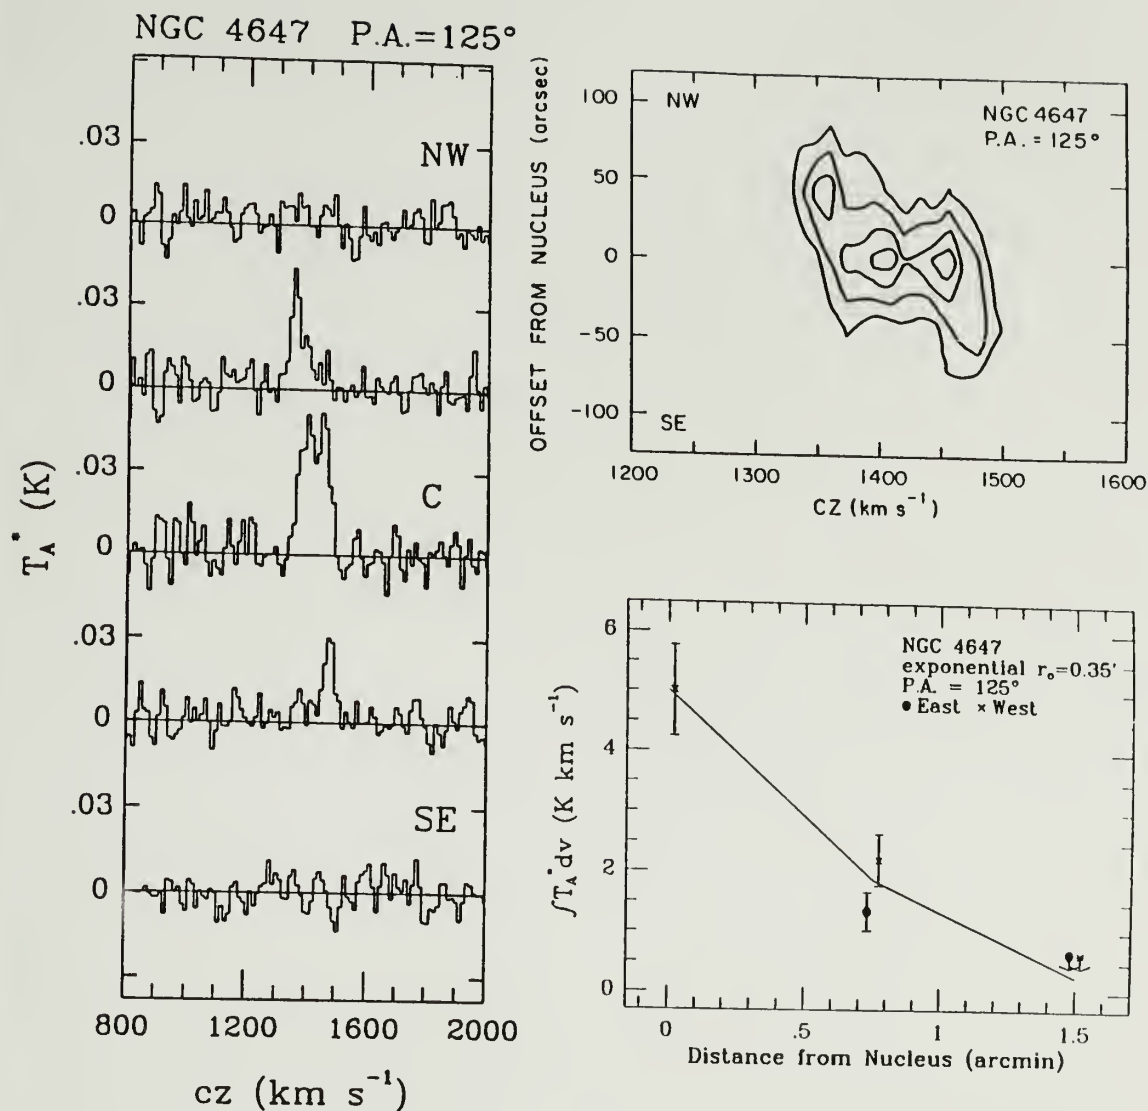 NGC 4647 P.A.=125°
T_A* (K)
.03
NW
0
.03
0
.03
C
0
.03
0
.03
SE
0
800 1200 1600 2000
cz (km s⁻¹)
OFFSET FROM NUCLEUS (arcsec)
100
50
0
-50
-100
NW
NGC 4647
P.A. = 125°
SE
1200 1300 1400 1500 1600
CZ (km s⁻¹)
∫T_A*dv (K km s⁻¹)
6
4
2
0
NGC 4647
exponential r₀=0.35'
P.A. = 125°
● East × West
0 .5 1 1.5
Distance from Nucleus (arcmin)